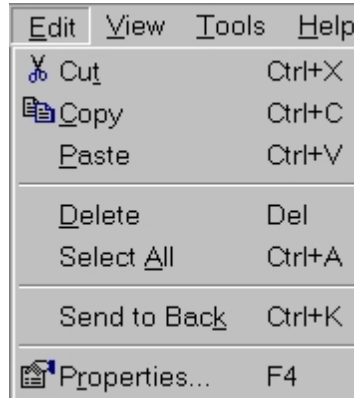 Edit View Tools Help
Cut Ctrl+X
Copy Ctrl+C
Paste Ctrl+V
Delete Del
Select All Ctrl+A
Send to Back Ctrl+K
Properties... F4